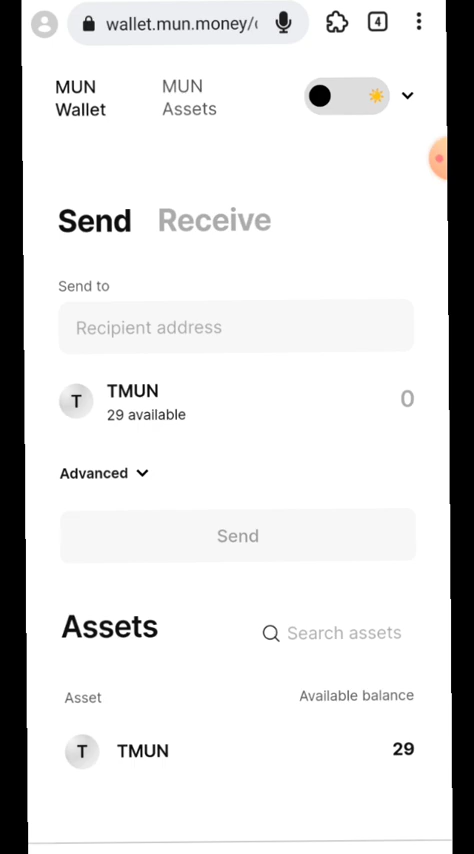 wallet.mun.money/
4
MUN Wallet
MUN Assets
Send Receive
Send to
Recipient address
T
TMUN
29 available
0
Advanced
Send
Assets
Search assets
Asset
Available balance
T
TMUN
29